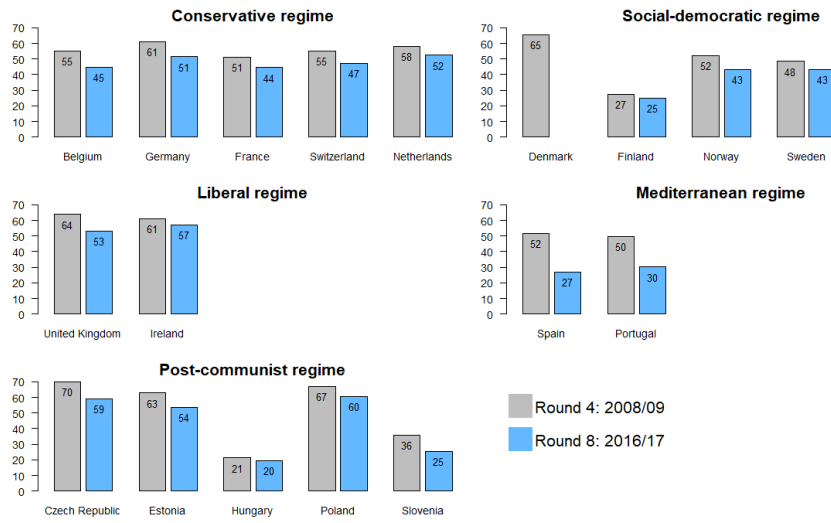 Conservative regime
70
60
50
40
30
20
10
0
55 45 61 51 51 44 55 47 58 52
Belgium Germany France Switzerland Netherlands
Social-democratic regime
70
60
50
40
30
20
10
0
65 27 25 52 43 48 43
Denmark Finland Norway Sweden
Liberal regime
70
60
50
40
30
20
10
0
64 53 61 57
United Kingdom Ireland
Mediterranean regime
70
60
50
40
30
20
10
0
52 27 50 30
Spain Portugal
Post-communist regime
70
60
50
40
30
20
10
0
70 59 63 54 21 20 67 60 36 25
Czech Republic Estonia Hungary Poland Slovenia
Round 4: 2008/09
Round 8: 2016/17